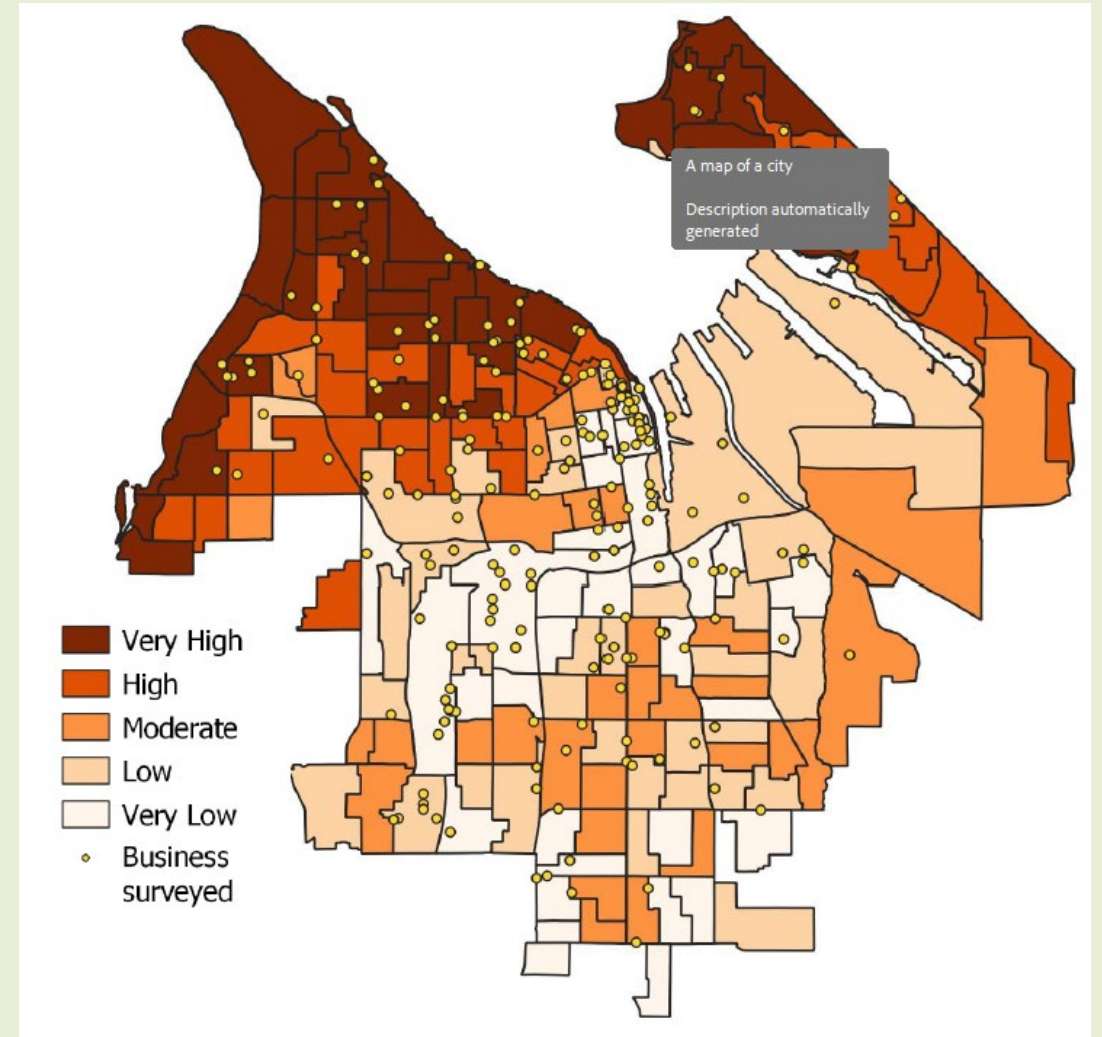 A map of a city
Description automatically
generated
Very High
High
Moderate
Low
Very Low
Business
surveyed